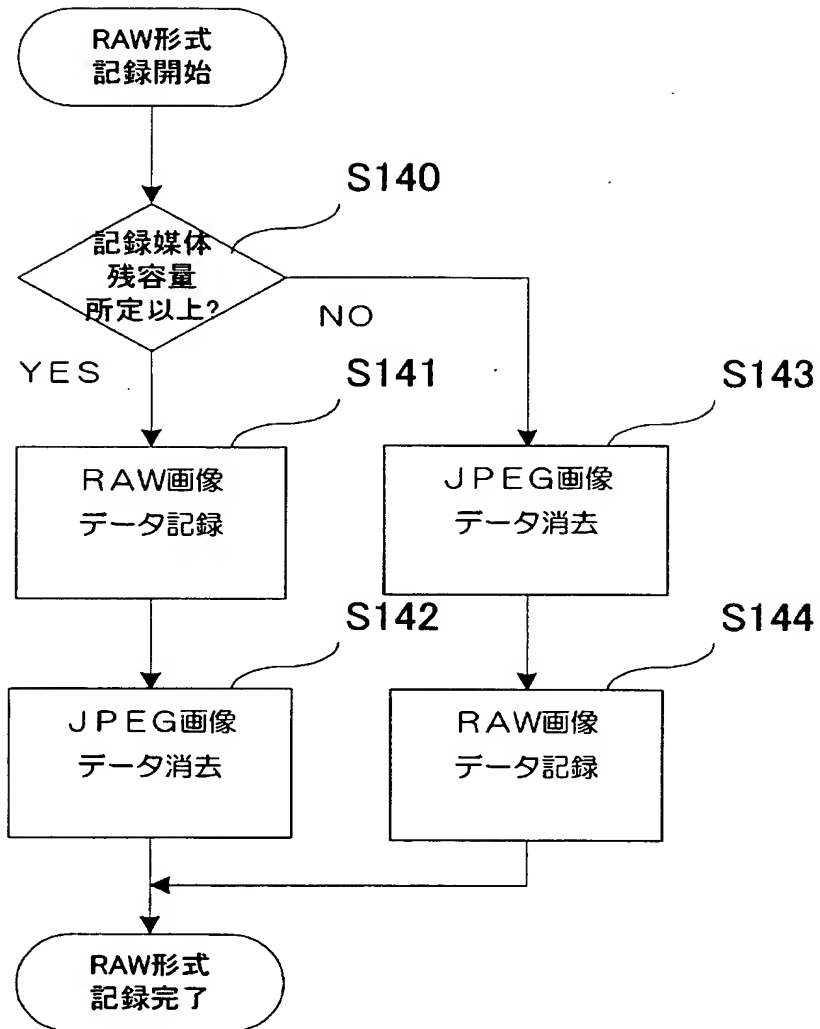 RAW形式
記録開始
S140
記録媒体
残容量
所定以上?
NO
YES
S141
S143
RAW画像
データ記録
JPEG画像
データ消去
S142
S144
JPEG画像
データ消去
RAW画像
データ記録
RAW形式
記録完了